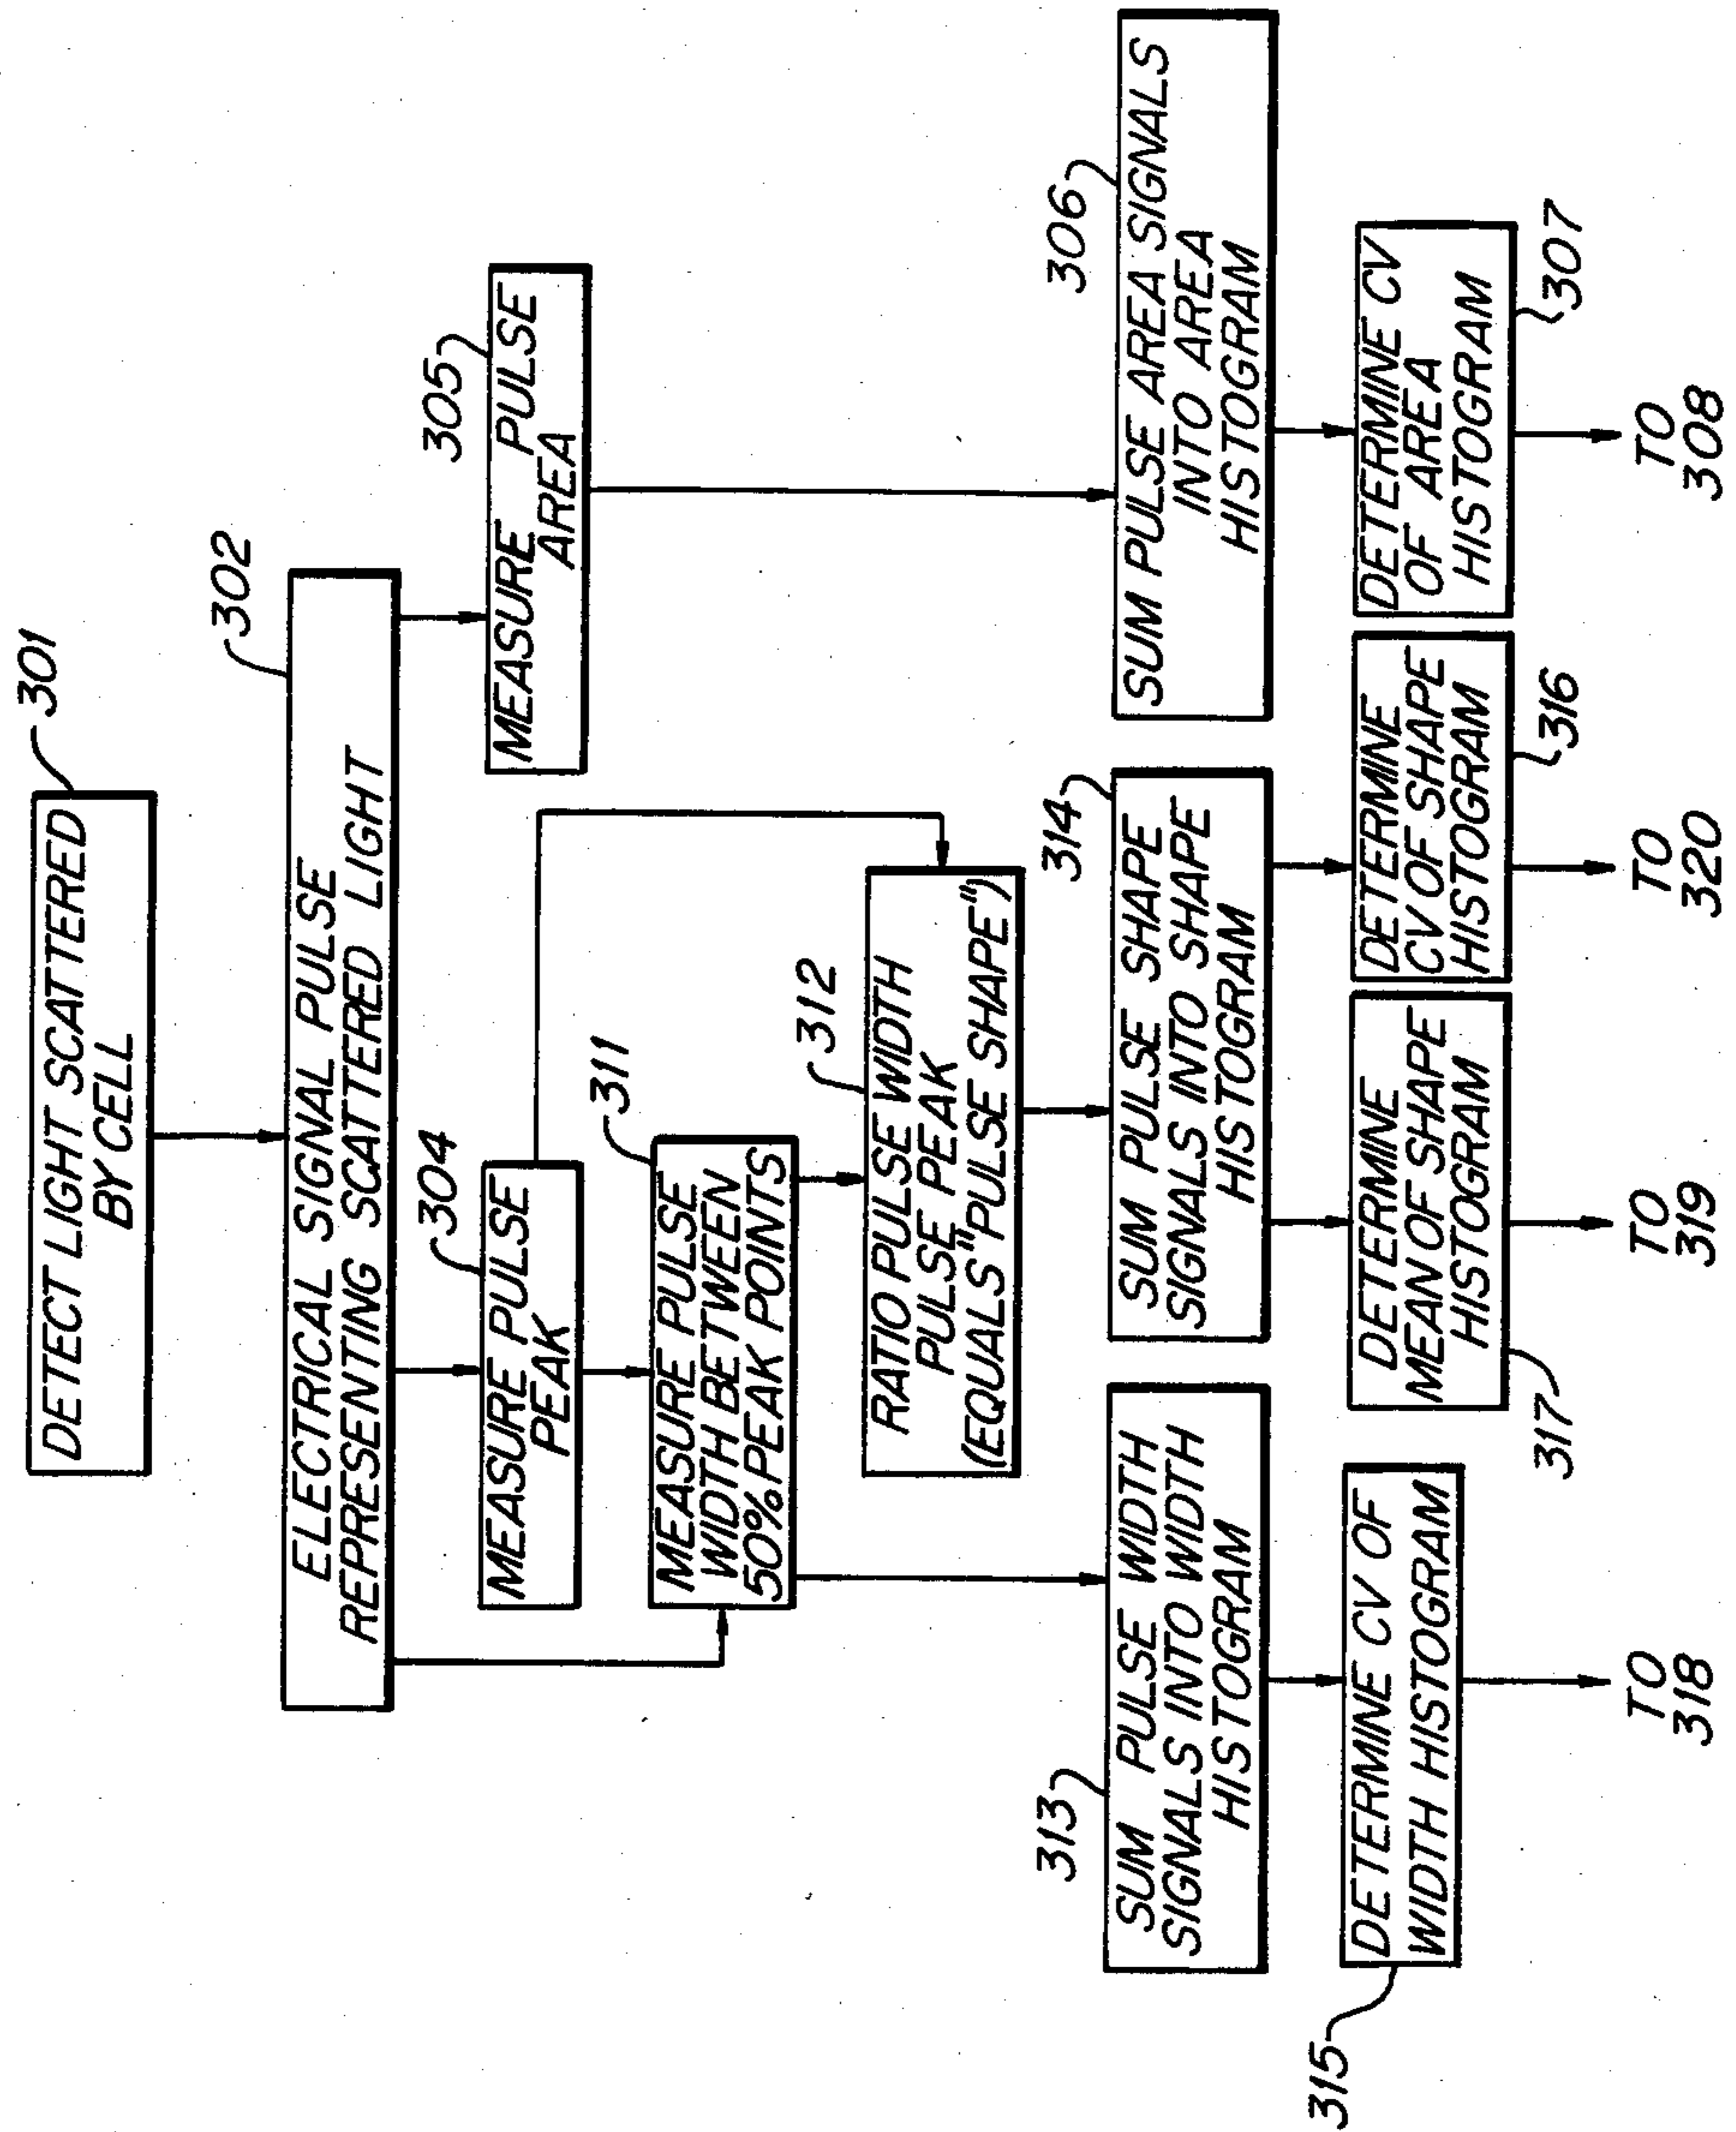 301
DETECT LIGHT SCATTERED
BY CELL
302
ELECTRICAL SIGNAL PULSE
REPRESENTING SCATTERED LIGHT
304
MEASURE PULSE
PEAK
305
MEASURE PULSE
AREA
311
MEASURE PULSE
WIDTH BETWEEN
50% PEAK POINTS
312
RATIO PULSE WIDTH
PULSE PEAK
(EQUALS "PULSE SHAPE")
313
SUM PULSE WIDTH
SIGNALS INTO WIDTH
HISTOGRAM
314
SUM PULSE SHAPE
SIGNALS INTO SHAPE
HISTOGRAM
306
SUM PULSE AREA SIGNALS
INTO AREA
HISTOGRAM
315
DETERMINE CV OF
WIDTH HISTOGRAM
317
DETERMINE
MEAN OF SHAPE
HISTOGRAM
316
DETERMINE
CV OF SHAPE
HISTOGRAM
307
DETERMINE CV
OF AREA
HISTOGRAM
TO
318
TO
319
TO
320
TO
308